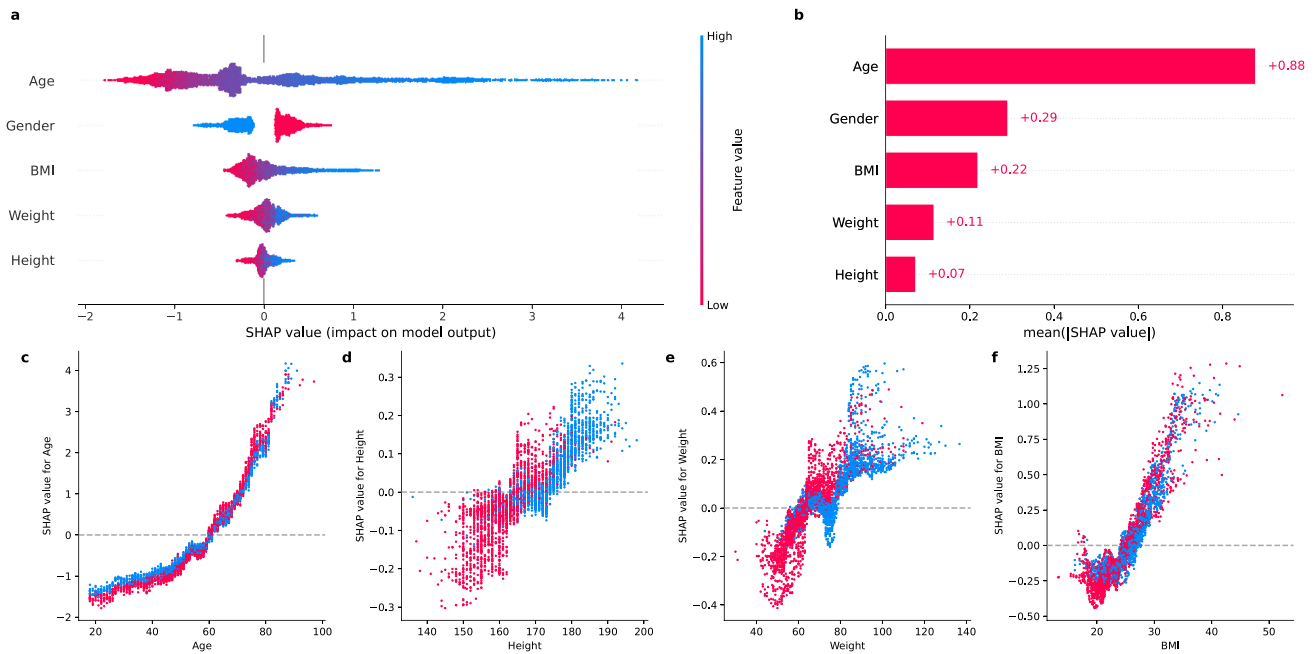 a
Age
Gender
BMI
Weight
Height
−2 −1 0 1 2 3 4
SHAP value (impact on model output)
High
Feature value
Low
b
Age +0.88
Gender +0.29
BMI +0.22
Weight +0.11
Height +0.07
0.0 0.2 0.4 0.6 0.8
mean(|SHAP value|)
c
SHAP value for Age
4
3
2
1
0
−1
−2
20 40 60 80 100
Age
d
SHAP value for Height
0.3
0.2
0.1
0.0
−0.1
−0.2
−0.3
140 150 160 170 180 190 200
Height
e
SHAP value for Weight
0.6
0.4
0.2
0.0
−0.2
−0.4
40 60 80 100 120 140
Weight
f
SHAP value for BMI
1.25
1.00
0.75
0.50
0.25
0.00
−0.25
−0.50
20 30 40 50
BMI